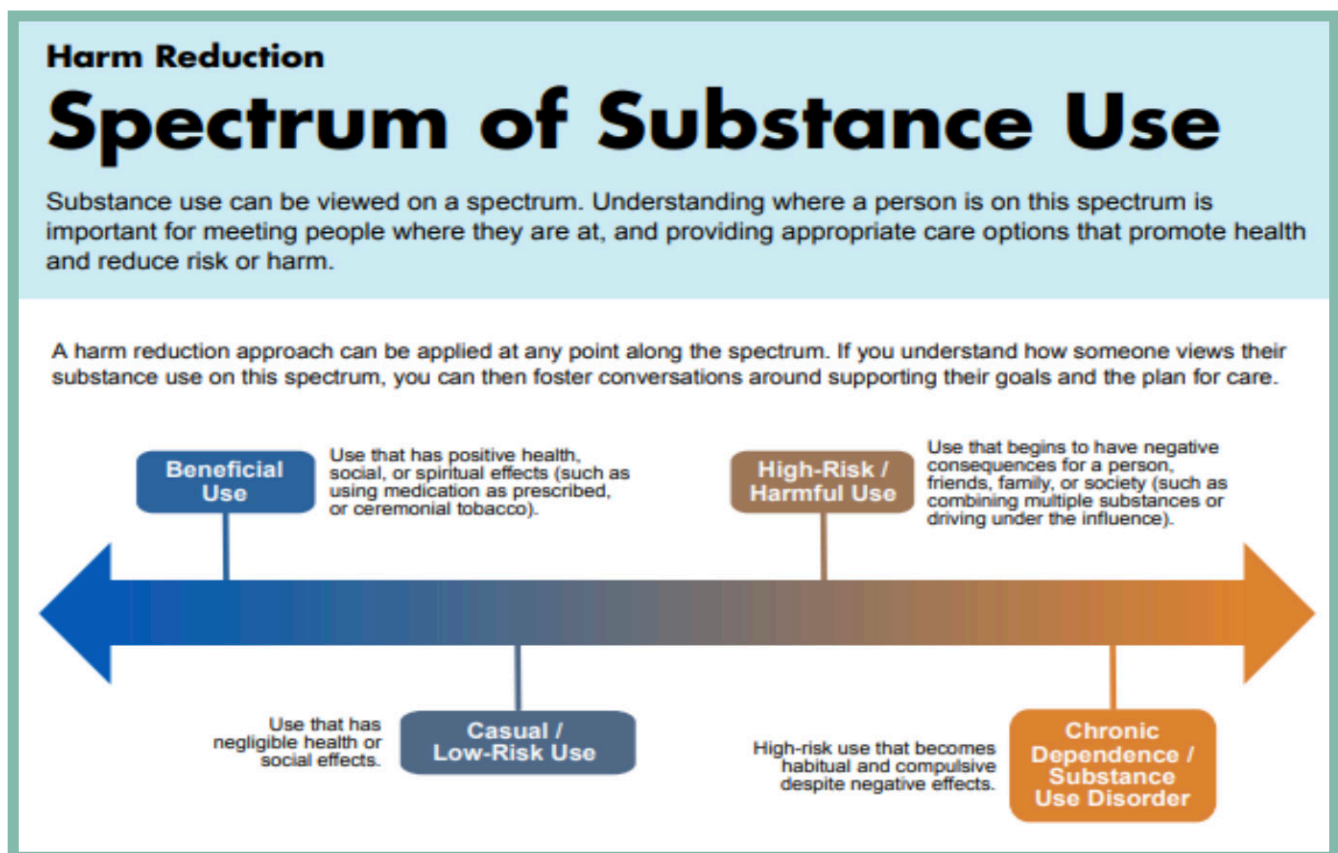 Harm Reduction
Spectrum of Substance Use
Substance use can be viewed on a spectrum. Understanding where a person is on this spectrum is
important for meeting people where they are at, and providing appropriate care options that promote health
and reduce risk or harm.
A harm reduction approach can be applied at any point along the spectrum. If you understand how someone views their
substance use on this spectrum, you can then foster conversations around supporting their goals and the plan for care.
Beneficial
Use
Use that has positive health,
social, or spiritual effects (such as
using medication as prescribed,
or ceremonial tobacco).
High-Risk /
Harmful Use
Use that begins to have negative
consequences for a person,
friends, family, or society (such as
combining multiple substances or
driving under the influence).
Use that has
negligible health or
social effects.
Casual /
Low-Risk Use
High-risk use that becomes
habitual and compulsive
despite negative effects.
Chronic
Dependence /
Substance
Use Disorder